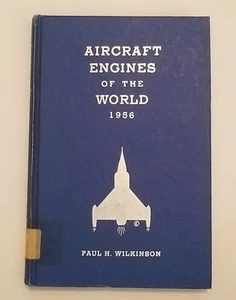 AIRCRAFT
ENGINES
OF THE
WORLD
1956
PAUL H. WILKINSON